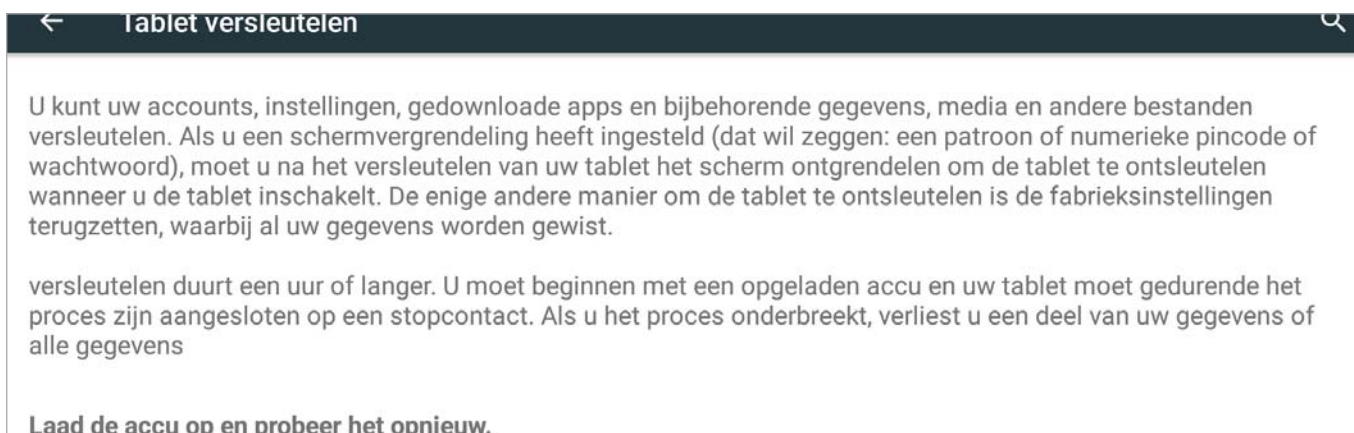 Tablet versleutelen
U kunt uw accounts, instellingen, gedownloade apps en bijbehorende gegevens, media en andere bestanden
versleutelen. Als u een schermvergrendeling heeft ingesteld (dat wil zeggen: een patroon of numerieke pincode of
wachtwoord), moet u na het versleutelen van uw tablet het scherm ontgrendelen om de tablet te ontsleutelen
wanneer u de tablet inschakelt. De enige andere manier om de tablet te ontsleutelen is de fabrieksinstellingen
terugzetten, waarbij al uw gegevens worden gewist.
versleutelen duurt een uur of langer. U moet beginnen met een opgeladen accu en uw tablet moet gedurende het
proces zijn aangesloten op een stopcontact. Als u het proces onderbreekt, verliest u een deel van uw gegevens of
alle gegevens
Laad de accu op en probeer het opnieuw.